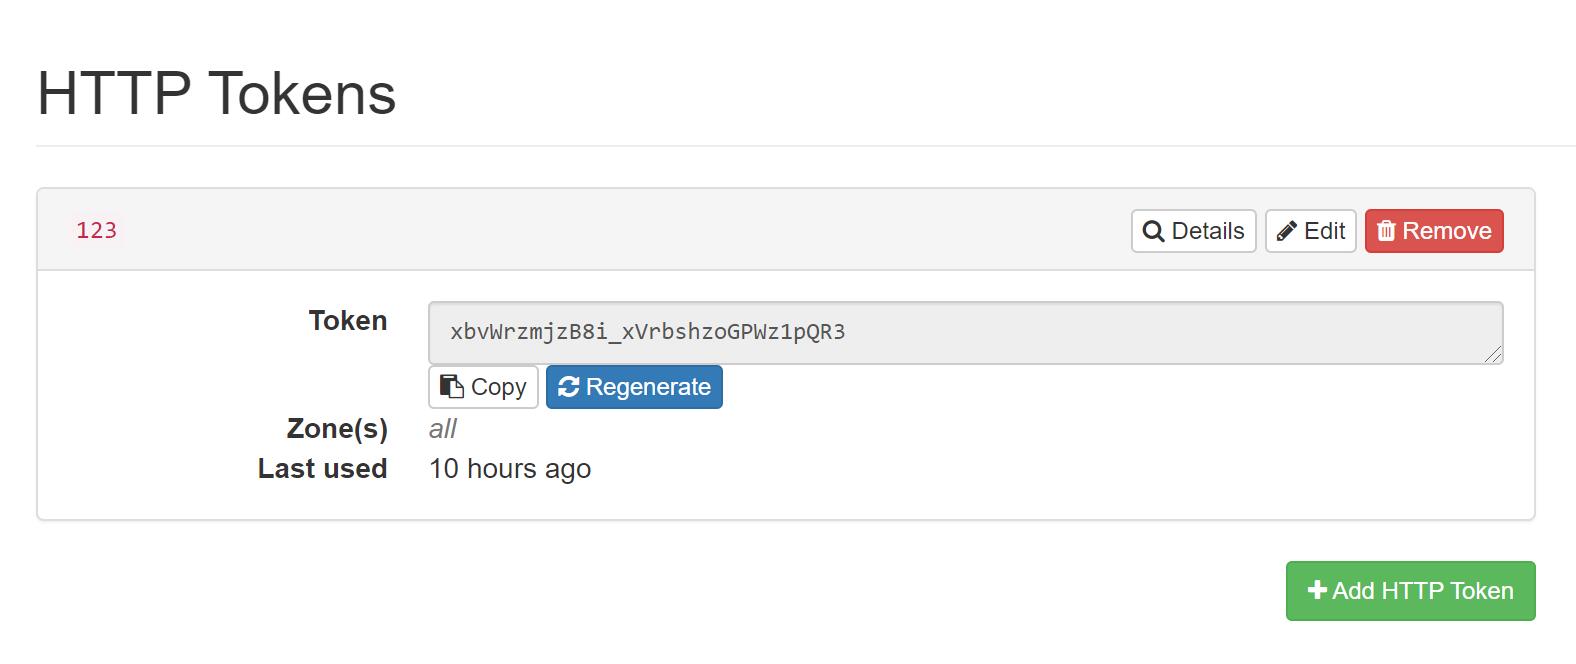 HTTP Tokens
123
Details Edit Remove
Token xbvWrzmjzB8i_xVrbshzoGPWz1pQR3
Copy Regenerate
Zone(s) all
Last used 10 hours ago
Add HTTP Token